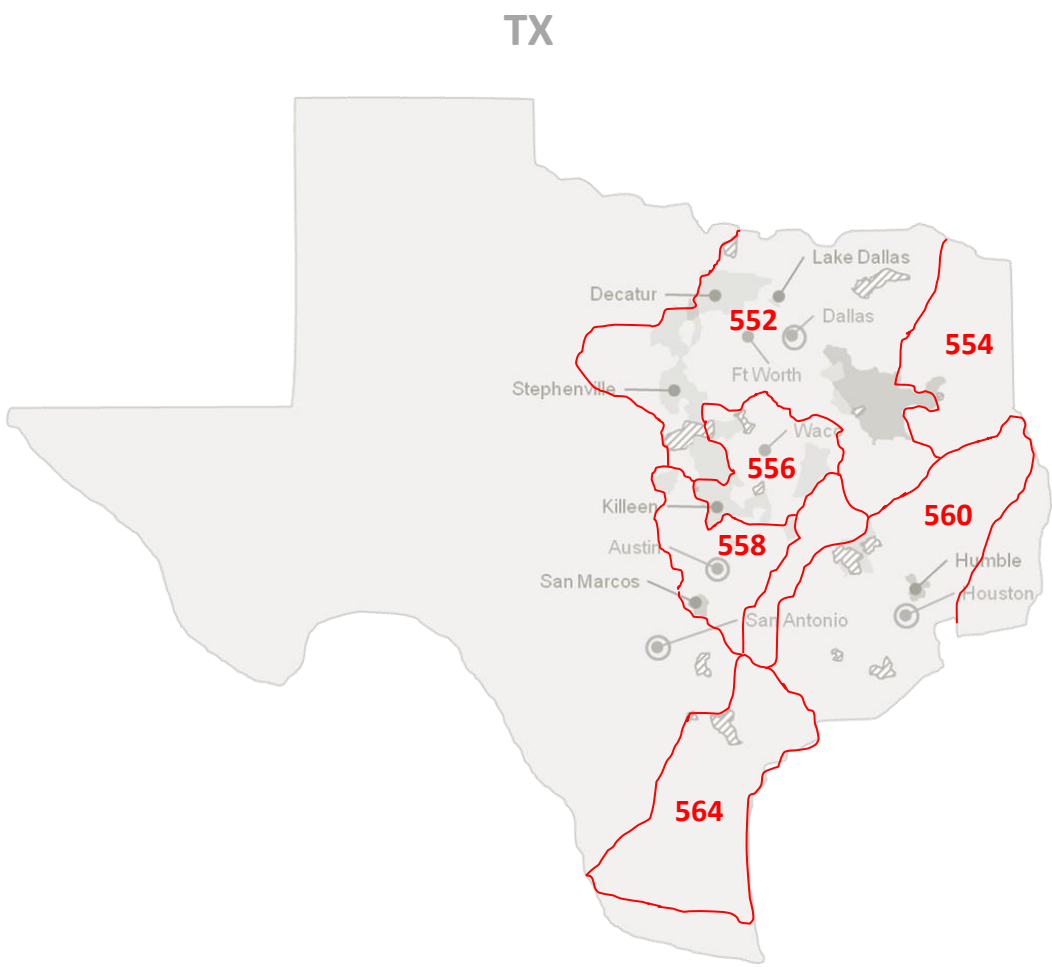 TX
Lake Dallas
Decatur
552
Dallas
554
Ft Worth
Stephenville
Waco
556
Killeen
560
558
Austin
Humble
San Marcos
Houston
San Antonio
564